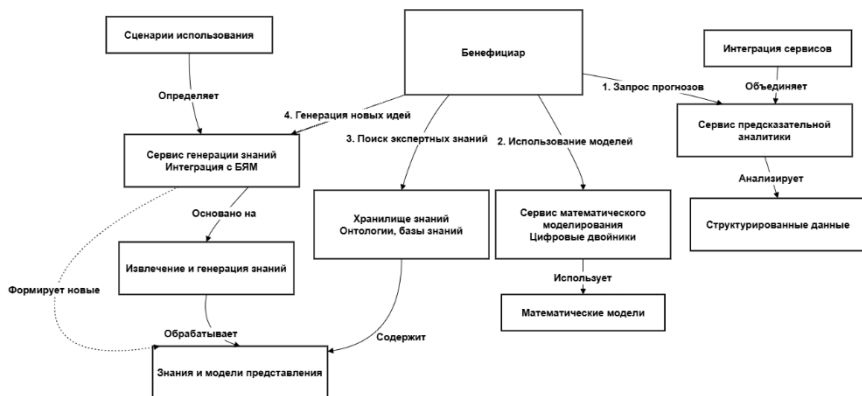 Сценарии использования
Бенефициар
Интеграция сервисов
Определяет
4. Генерация новых идей
1. Запрос прогнозов
Объединяет
3. Поиск экспертных знаний
2. Использование моделей
Сервис генерации знаний
Интеграция с БЯМ
Сервис предсказательной
аналитики
Основано на
Анализирует
Хранилище знаний
Онтологии, базы знаний
Сервис математического
моделирования
Цифровые двойники
Структурированные данные
Извлечение и генерация знаний
Формирует новые
Использует
Обрабатывает
Содержит
Математические модели
Знания и модели представления